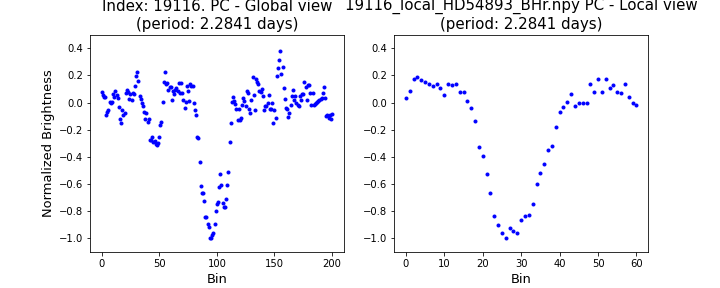 Index: 19116. PC - Global view
(period: 2.2841 days)
19116_local_HD54893_BHr.npy PC - Local view
(period: 2.2841 days)
Normalized Brightness
0.4
0.2
0.0
−0.2
−0.4
−0.6
−0.8
−1.0
0 50 100 150 200
Bin
0.4
0.2
0.0
−0.2
−0.4
−0.6
−0.8
−1.0
0 10 20 30 40 50 60
Bin